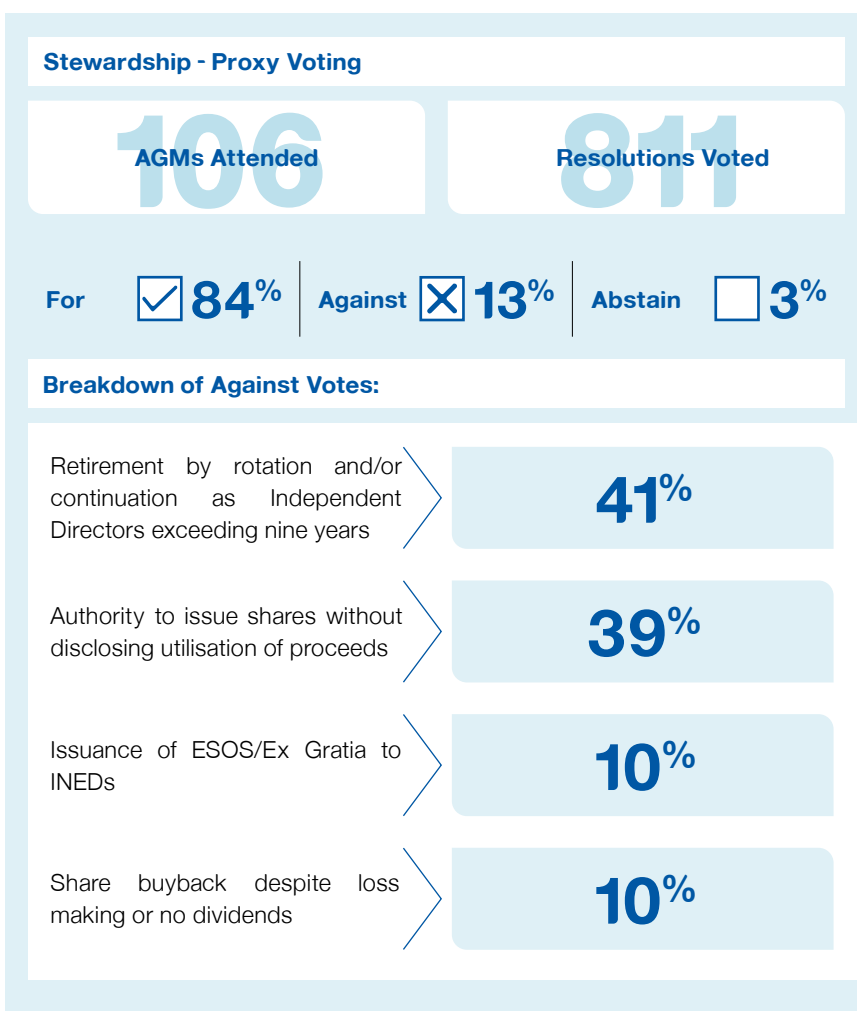 Stewardship - Proxy Voting
106
AGMs Attended
811
Resolutions Voted
For 84% Against 13% Abstain 3%
Breakdown of Against Votes:
Retirement by rotation and/or
continuation as Independent
Directors exceeding nine years
41%
Authority to issue shares without
disclosing utilisation of proceeds
39%
Issuance of ESOS/Ex Gratia to
INEDs
10%
Share buyback despite loss
making or no dividends
10%